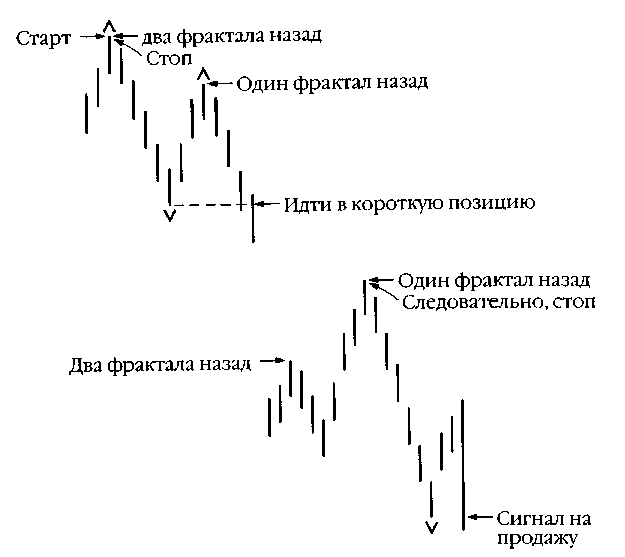 Старт
два фрактала назад
Стоп
Один фрактал назад
Идти в короткую позицию
Один фрактал назад
Следовательно, стоп
Два фрактала назад
Сигнал на
продажу